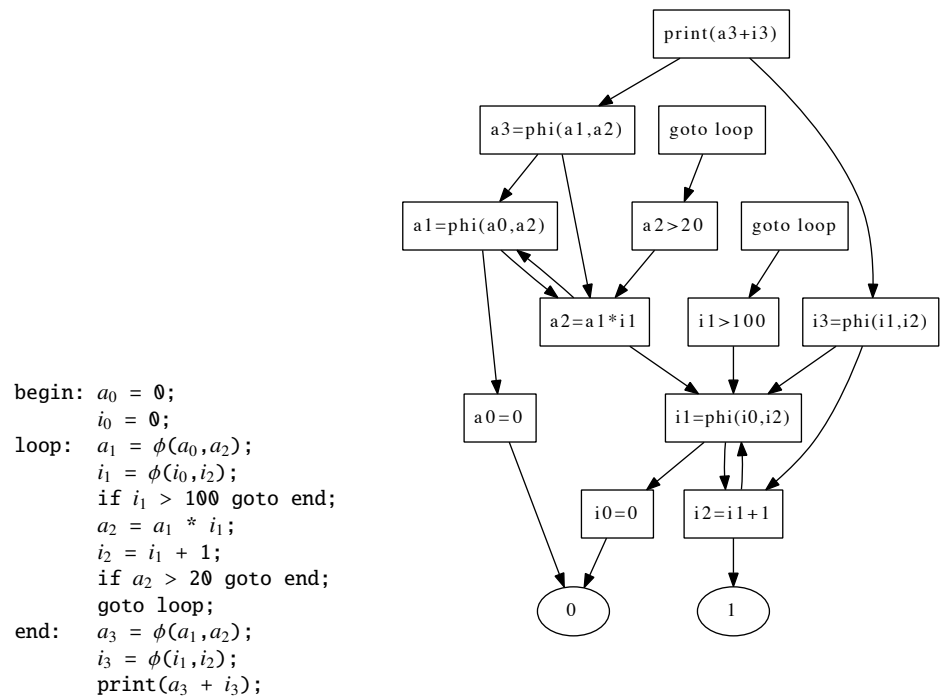 begin: a0 = 0;
i0 = 0;
loop: a1 = ϕ(a0,a2);
i1 = ϕ(i0,i2);
if i1 > 100 goto end;
a2 = a1 * i1;
i2 = i1 + 1;
if a2 > 20 goto end;
goto loop;
end: a3 = ϕ(a1,a2);
i3 = ϕ(i1,i2);
print(a3 + i3);
print(a3+i3)
a3=phi(a1,a2)
goto loop
a1=phi(a0,a2)
a2>20
goto loop
a2=a1*i1
i1>100
i3=phi(i1,i2)
a0=0
i1=phi(i0,i2)
i0=0
i2=i1+1
0
1